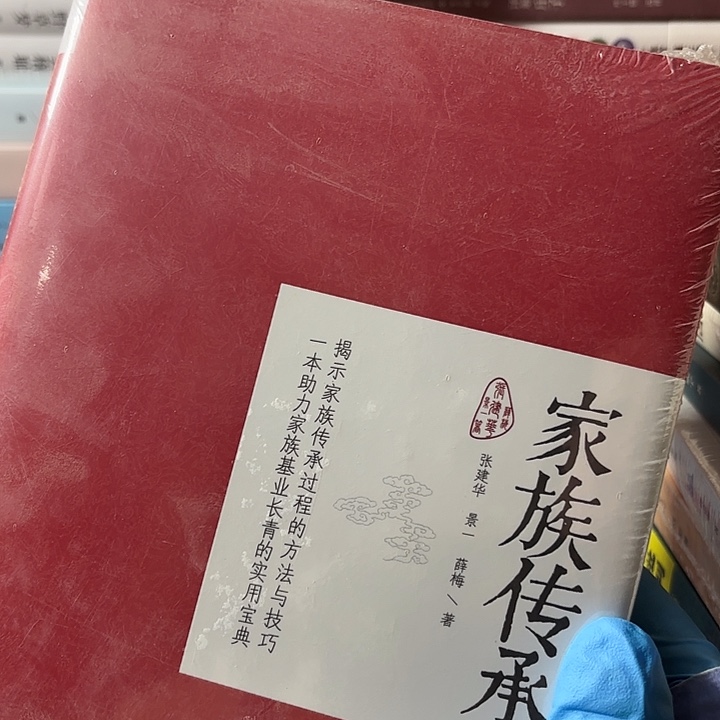 家族传承
张建华 景一 薛梅 \ 著
揭示家族传承过程的方法与技巧
一本助力家族基业长青的实用宝典